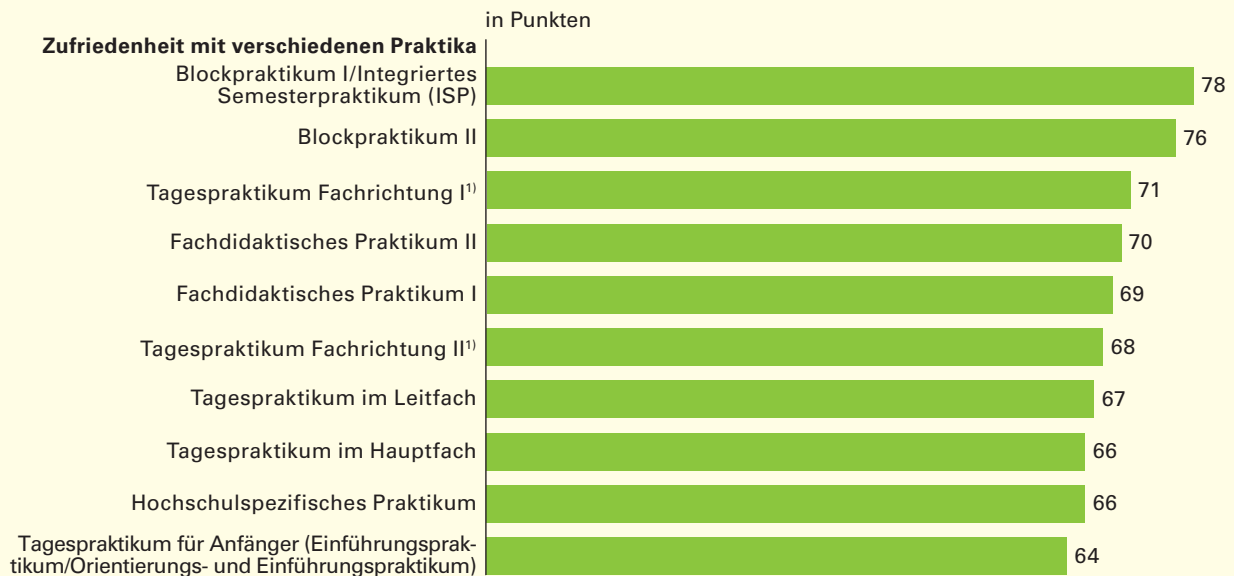 in Punkten
Zufriedenheit mit verschiedenen Praktika
Blockpraktikum I/Integriertes
Semesterpraktikum (ISP)
78
Blockpraktikum II
76
Tagespraktikum Fachrichtung I¹⁾
71
Fachdidaktisches Praktikum II
70
Fachdidaktisches Praktikum I
69
Tagespraktikum Fachrichtung II¹⁾
68
Tagespraktikum im Leitfach
67
Tagespraktikum im Hauptfach
66
Hochschulspezifisches Praktikum
66
Tagespraktikum für Anfänger (Einführungsprak-
tikum/Orientierungs- und Einführungspraktikum)
64